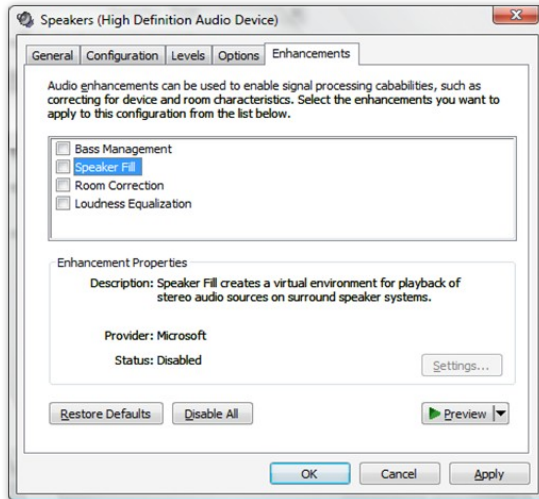 Speakers (High Definition Audio Device)
General Configuration Levels Options Enhancements
Audio enhancements can be used to enable signal processing cababilities, such as
correcting for device and room characteristics. Select the enhancements you want to
apply to this configuration from the list below.
Bass Management
Speaker Fill
Room Correction
Loudness Equalization
Enhancement Properties
Description: Speaker Fill creates a virtual environment for playback of
stereo audio sources on surround speaker systems.
Provider: Microsoft
Status: Disabled
Settings...
Restore Defaults Disable All Preview
OK Cancel Apply